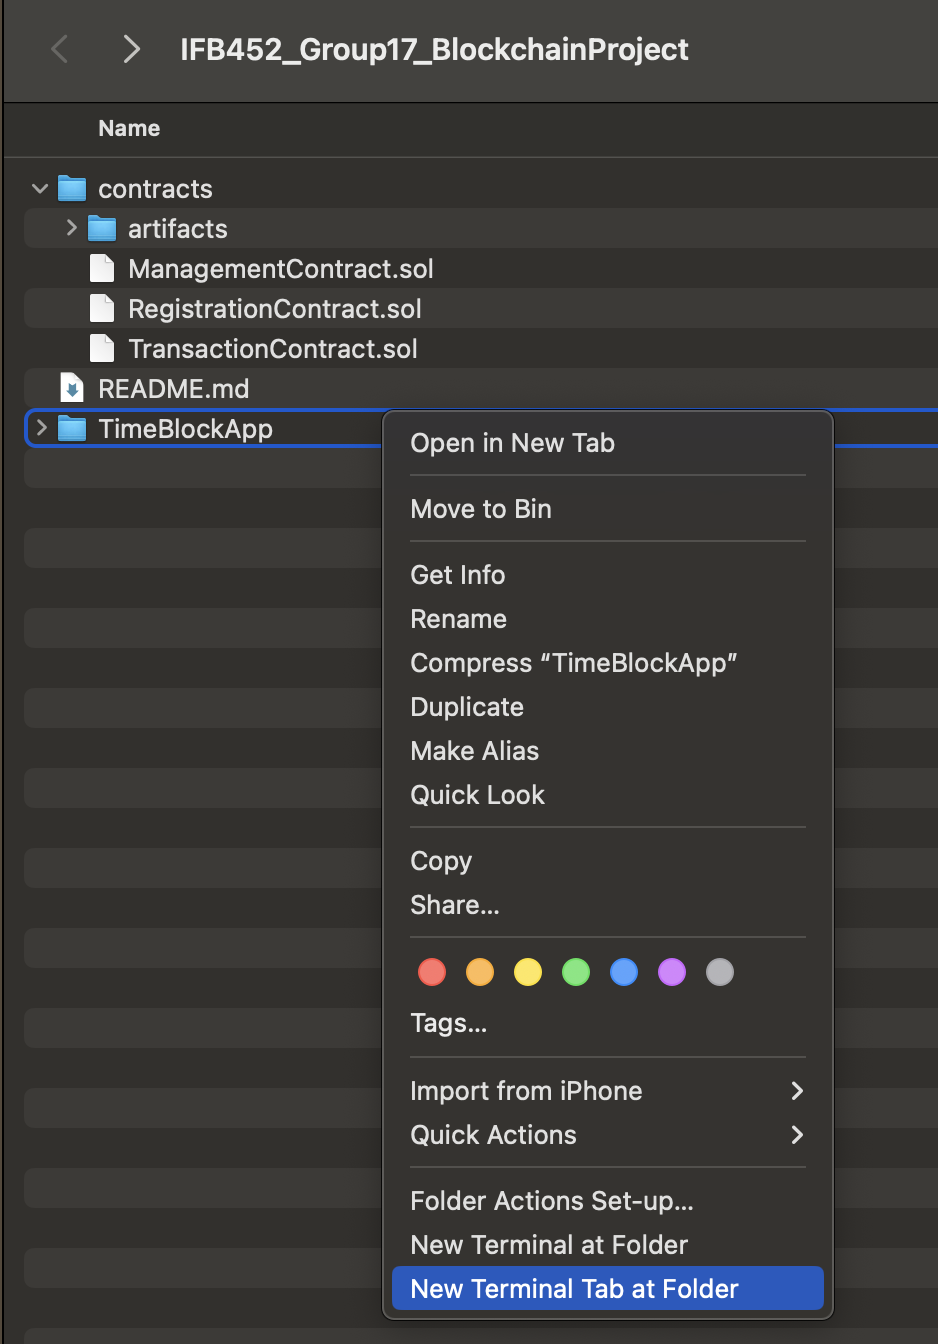 IFB452_Group17_BlockchainProject
Name
contracts
artifacts
ManagementContract.sol
RegistrationContract.sol
TransactionContract.sol
README.md
TimeBlockApp
Open in New Tab
Move to Bin
Get Info
Rename
Compress “TimeBlockApp”
Duplicate
Make Alias
Quick Look
Copy
Share...
Tags...
Import from iPhone
Quick Actions
Folder Actions Set-up...
New Terminal at Folder
New Terminal Tab at Folder